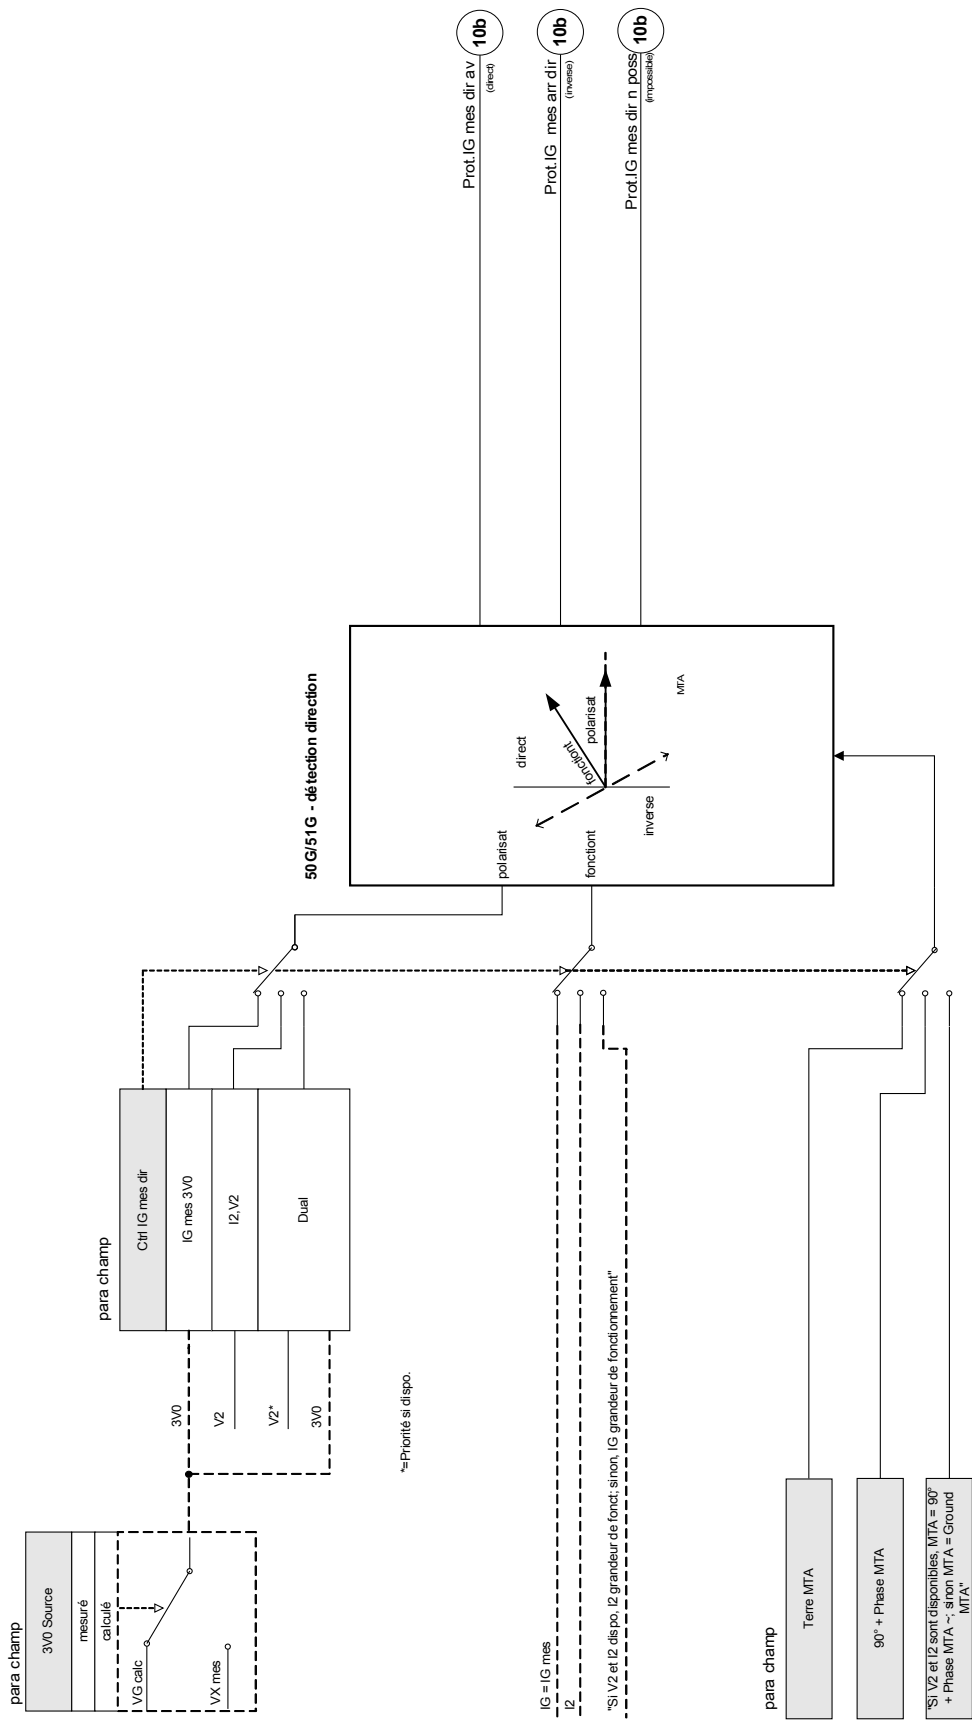 para champ
3V0 Source
mesuré
calculé
VG calc
VX mes
3V0
V2
V2*
3V0
para champ
Ctrl IG mes dir
IG mes 3V0
I2,V2
Dual
*=Priorité si dispo.
IG = IG mes
I2
"Si V2 et I2 dispo, I2 grandeur de fonct; sinon, IG grandeur de fonctionnement"
para champ
Terre MTA
90° + Phase MTA
"Si V2 et I2 sont disponibles, MTA = 90°
+ Phase MTA ~; sinon MTA = Ground
MTA"
50G/51G - détection direction
polarisat
fonctiont
direct
fonctiont
polarisat
inverse
MTA
Prot.IG mes dir av
(direct)
10b
Prot.IG mes arr dir
(inverse)
10b
Prot.IG mes dir n poss
(impossible)
10b